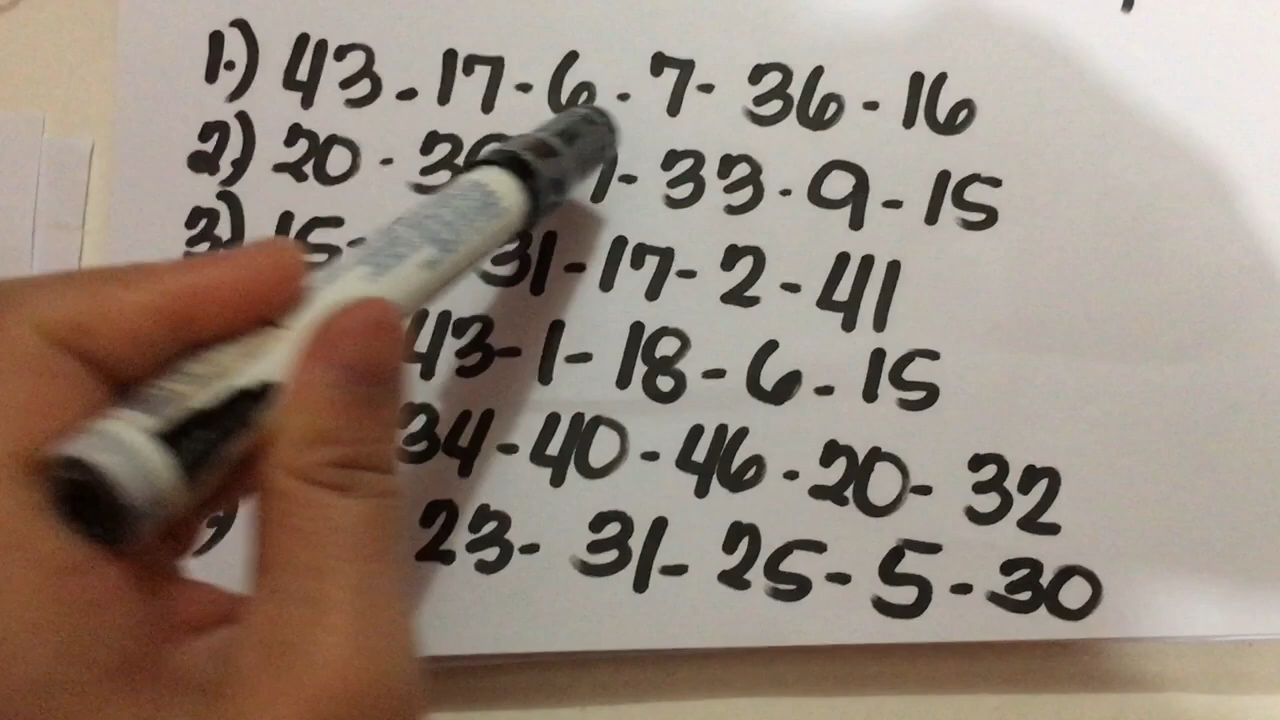 1.) 43 - 17 - 6 - 7 - 36 - 16
2.) 20 - - 33 - 9 - 15
3.) 15 - 31 - 17 - 2 - 41
43 - 1 - 18 - 6 - 15
34 - 40 - 46 - 20 - 32
23 - 31 - 25 - 5 - 30